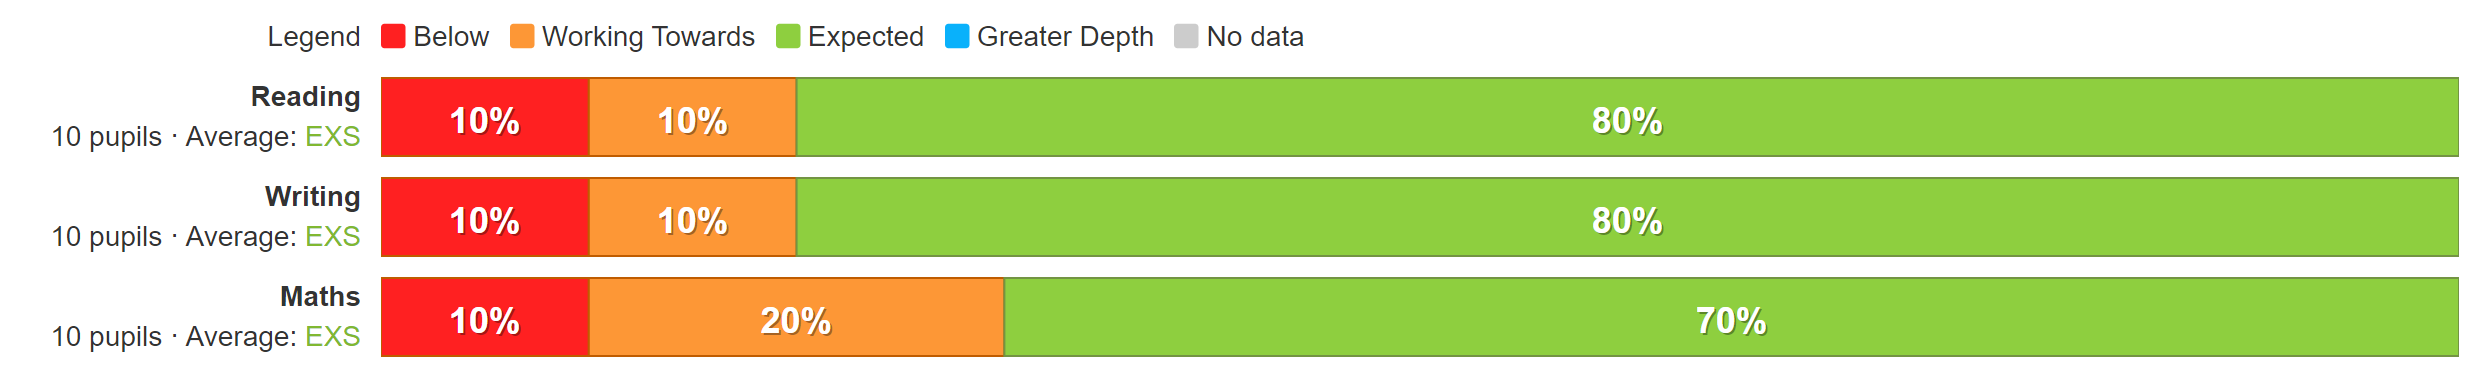 Legend Below Working Towards Expected Greater Depth No data
Reading
10% 10% 80%
10 pupils · Average: EXS
Writing
10% 10% 80%
10 pupils · Average: EXS
Maths
10% 20% 70%
10 pupils · Average: EXS